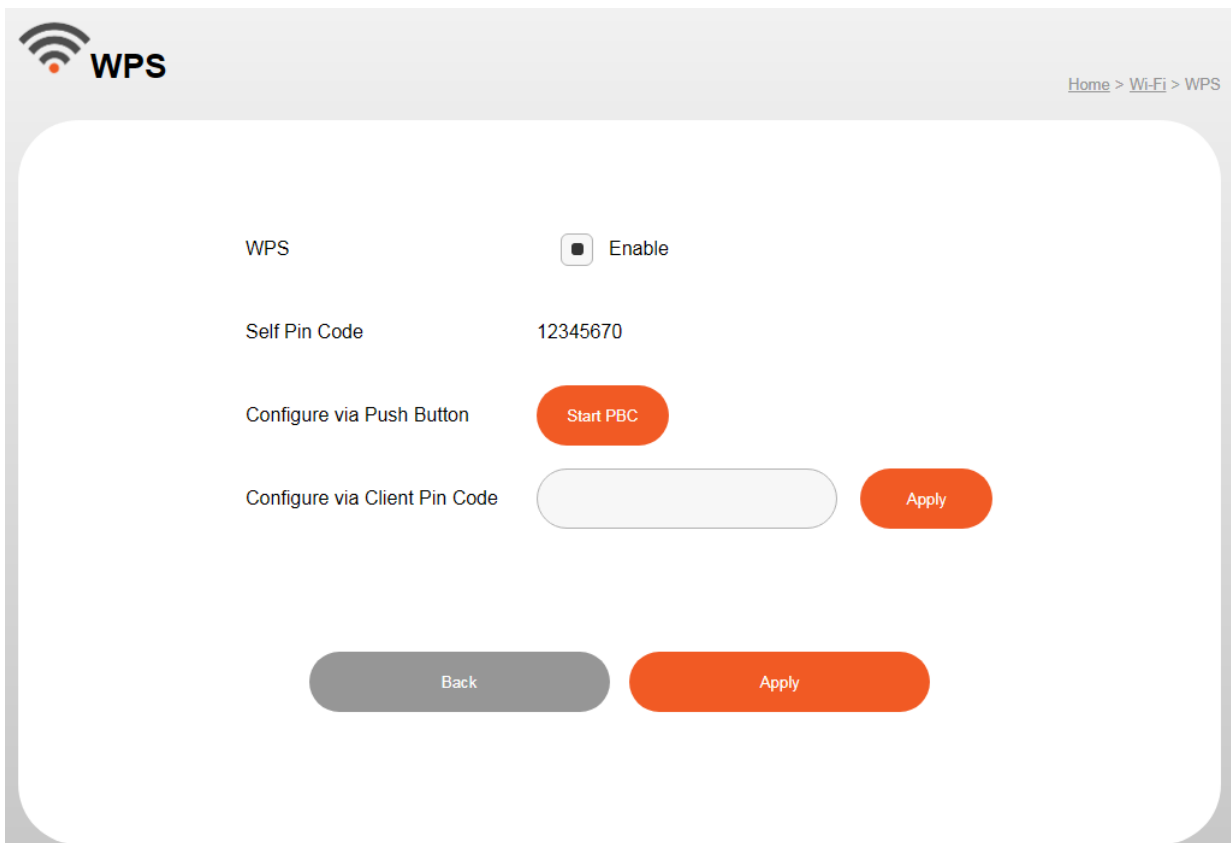 WPS
Home > Wi-Fi > WPS
WPS Enable
Self Pin Code 12345670
Configure via Push Button Start PBC
Configure via Client Pin Code Apply
Back Apply